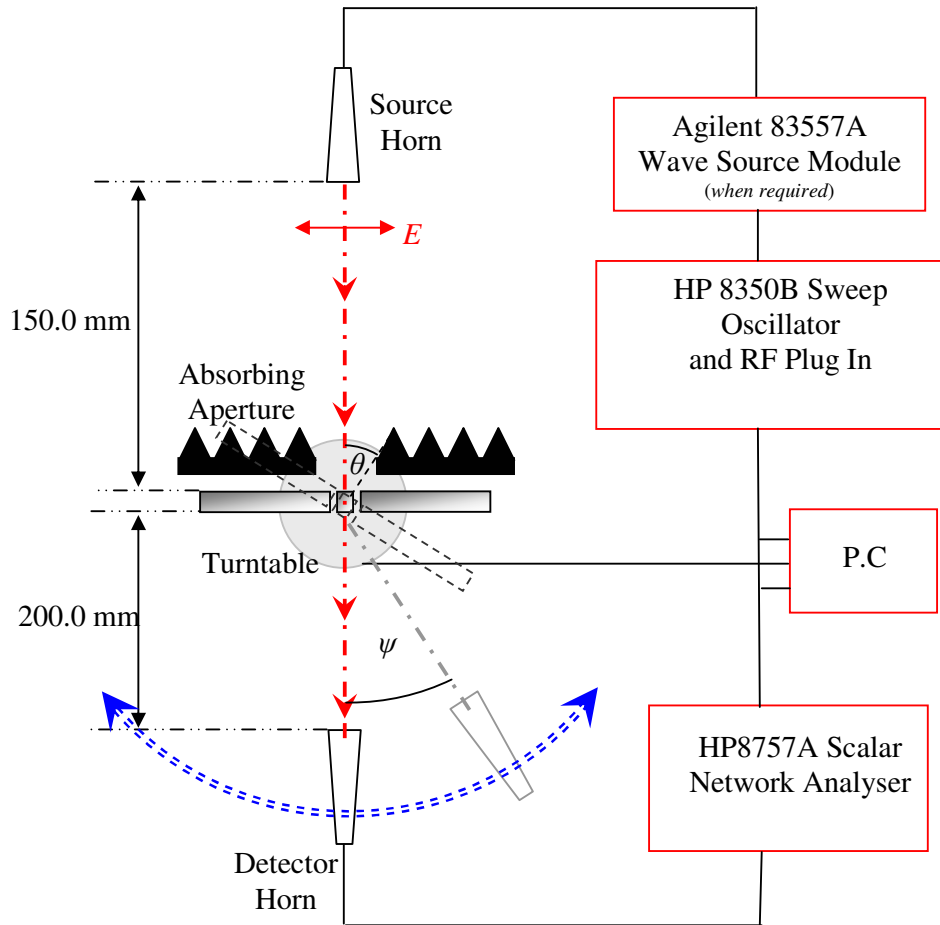 Source
Horn
Agilent 83557A
Wave Source Module
(when required)
E
HP 8350B Sweep
Oscillator
and RF Plug In
150.0 mm
Absorbing
Aperture
θ
Turntable
P.C
200.0 mm
ψ
HP8757A Scalar
Network Analyser
Detector
Horn